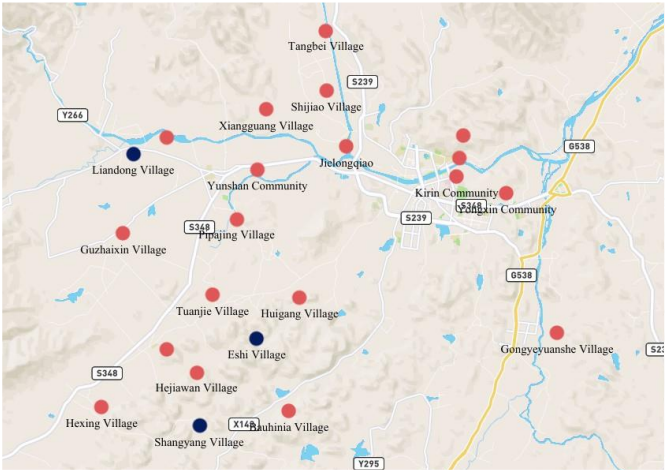 Tangbei Village
S239
Shijiao Village
Y266
Xiangguang Village
G538
Jielongqiao
Liandong Village
Yunshan Community
Kirin Community
S348
Yongxin Community
S239
S348
Pipajing Village
Guzhaixin Village
G538
Tuanjie Village
Huigang Village
Eshi Village
Gongyeyuanshe Village
S23
S348
Hejiawan Village
Hexing Village
X148
Bauhinia Village
Shangyang Village
Y295